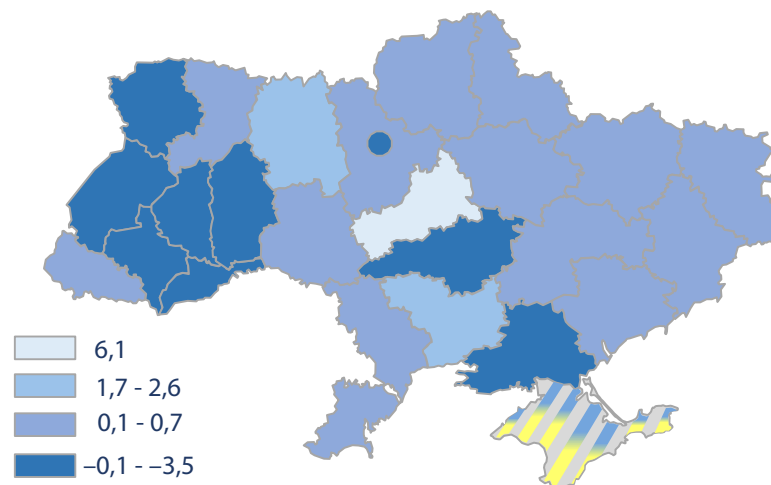 6,1
1,7 - 2,6
0,1 - 0,7
–0,1 - –3,5